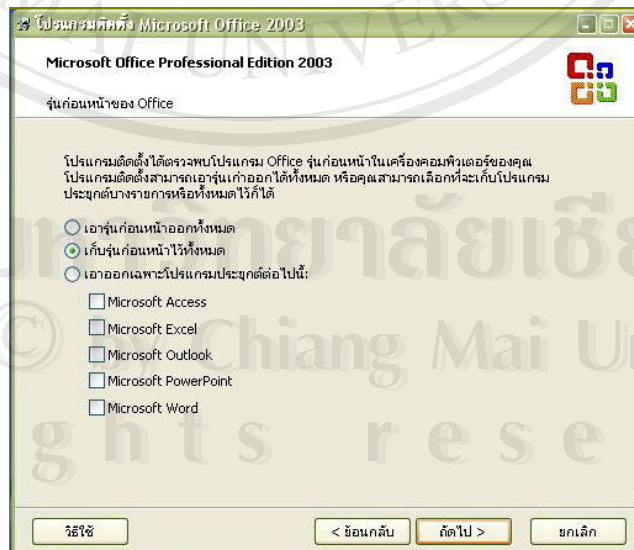 โปรแกรมติดตั้ง Microsoft Office 2003
Microsoft Office Professional Edition 2003
รุ่นก่อนหน้าของ Office
โปรแกรมติดตั้งได้ตรวจพบโปรแกรม Office รุ่นก่อนหน้าในเครื่องคอมพิวเตอร์ของคุณ
โปรแกรมติดตั้งสามารถเอารุ่นเก่าออกได้ทั้งหมด หรือคุณสามารถเลือกที่จะเก็บโปรแกรม
ประยุกต์บางรายการหรือทั้งหมดไว้ก็ได้
เอารุ่นก่อนหน้าออกทั้งหมด
เก็บรุ่นก่อนหน้าไว้ทั้งหมด
เอาออกเฉพาะโปรแกรมประยุกต์ต่อไปนี้:
Microsoft Access
Microsoft Excel
Microsoft Outlook
Microsoft PowerPoint
Microsoft Word
วิธีใช้
< ย้อนกลับ
ถัดไป >
ยกเลิก
© by Chiang Mai